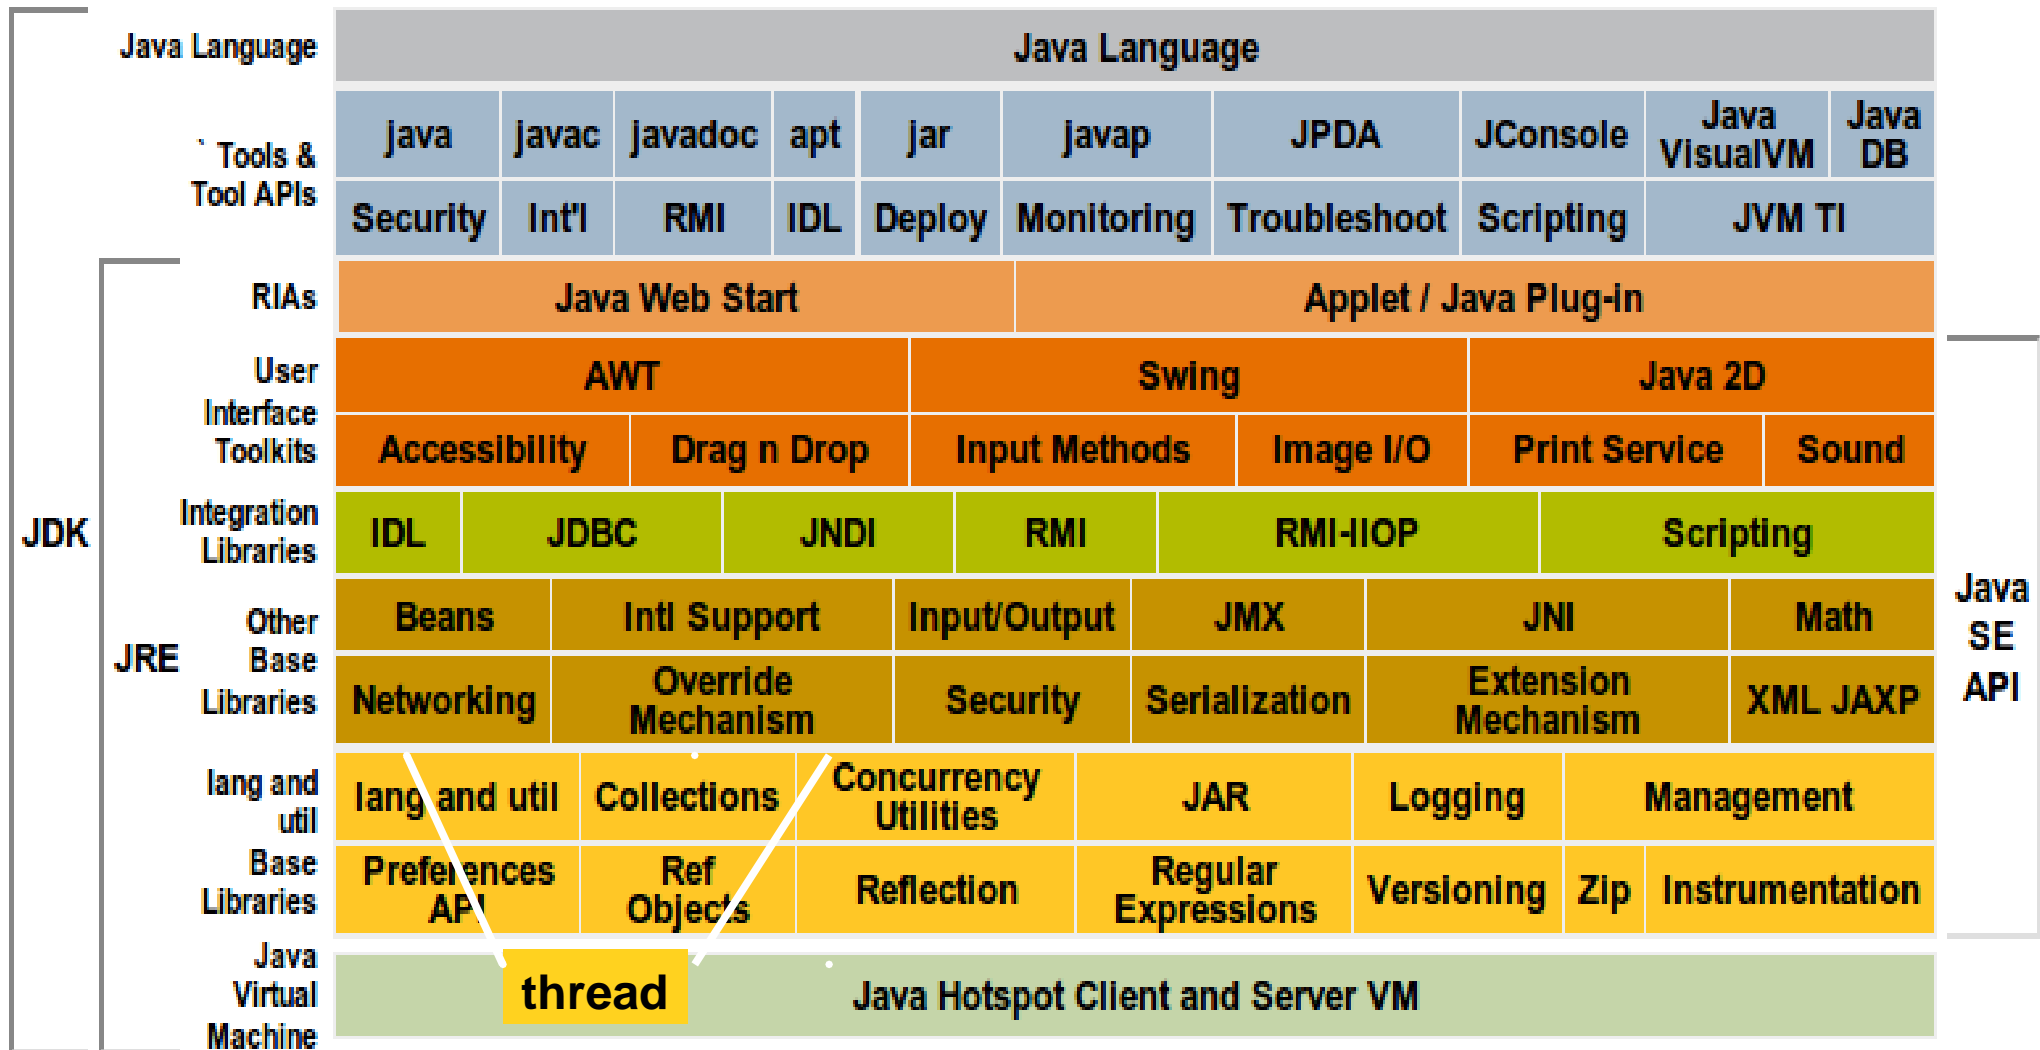 Java Language
Java Language
` Tools &
Tool APIs
java javac javadoc apt jar javap JPDA JConsole Java VisualVM Java DB
Security Int'l RMI IDL Deploy Monitoring Troubleshoot Scripting JVM TI
RIAs
Java Web Start Applet / Java Plug-in
User
Interface
Toolkits
AWT Swing Java 2D
Accessibility Drag n Drop Input Methods Image I/O Print Service Sound
Integration
Libraries
IDL JDBC JNDI RMI RMI-IIOP Scripting
JDK
JRE
Other
Base
Libraries
Beans Intl Support Input/Output JMX JNI Math
Networking Override Mechanism Security Serialization Extension Mechanism XML JAXP
Java
SE
API
lang and
util
Base
Libraries
lang and util Collections Concurrency Utilities JAR Logging Management
Preferences API Ref Objects Reflection Regular Expressions Versioning Zip Instrumentation
Java
Virtual
Machine
thread
Java Hotspot Client and Server VM